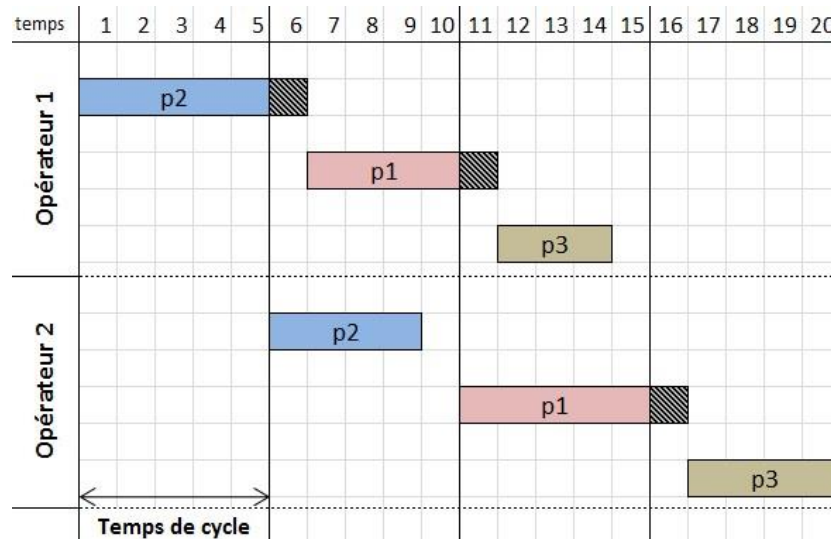 temps 1 2 3 4 5 6 7 8 9 10 11 12 13 14 15 16 17 18 19 20
Opérateur 1
p2
p1
p3
Opérateur 2
p2
p1
p3
Temps de cycle